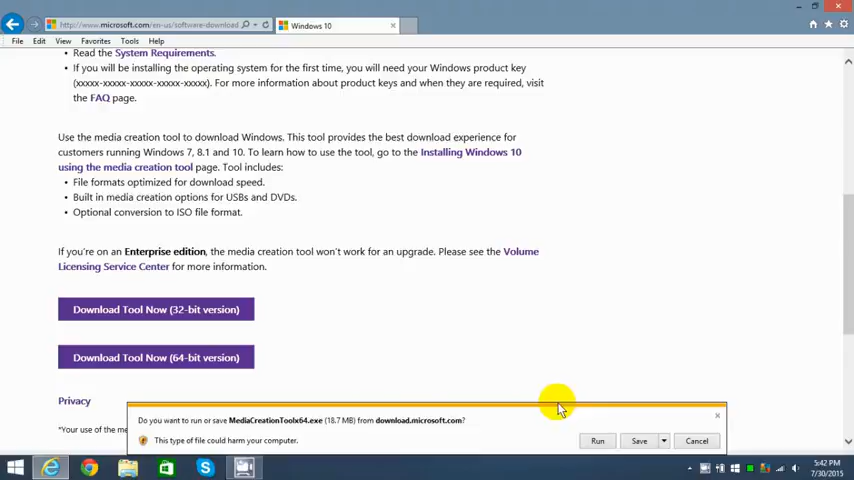 http://www.microsoft.com/en-us/software-download
Windows 10
File Edit View Favorites Tools Help
• Read the System Requirements.
• If you will be installing the operating system for the first time, you will need your Windows product key
(xxxxx-xxxxx-xxxxx-xxxxx-xxxxx). For more information about product keys and when they are required, visit
the FAQ page.
Use the media creation tool to download Windows. This tool provides the best download experience for
customers running Windows 7, 8.1 and 10. To learn how to use the tool, go to the Installing Windows 10
using the media creation tool page. Tool includes:
• File formats optimized for download speed.
• Built in media creation options for USBs and DVDs.
• Optional conversion to ISO file format.
If you're on an Enterprise edition, the media creation tool won't work for an upgrade. Please see the Volume
Licensing Service Center for more information.
Download Tool Now (32-bit version)
Download Tool Now (64-bit version)
Privacy
*Your use of the me
Do you want to run or save MediaCreationToolx64.exe (18.7 MB) from download.microsoft.com?
This type of file could harm your computer.
Run Save Cancel
5:42 PM
7/30/2015